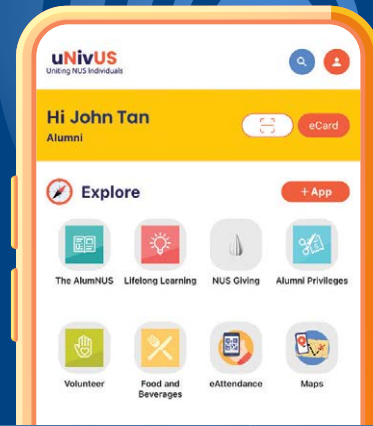 uNivUS
Uniting NUS Individuals
Hi John Tan
Alumni
eCard
Explore
+ App
The AlumNUS
Lifelong Learning
NUS Giving
Alumni Privileges
Volunteer
Food and
Beverages
eAttendance
Maps